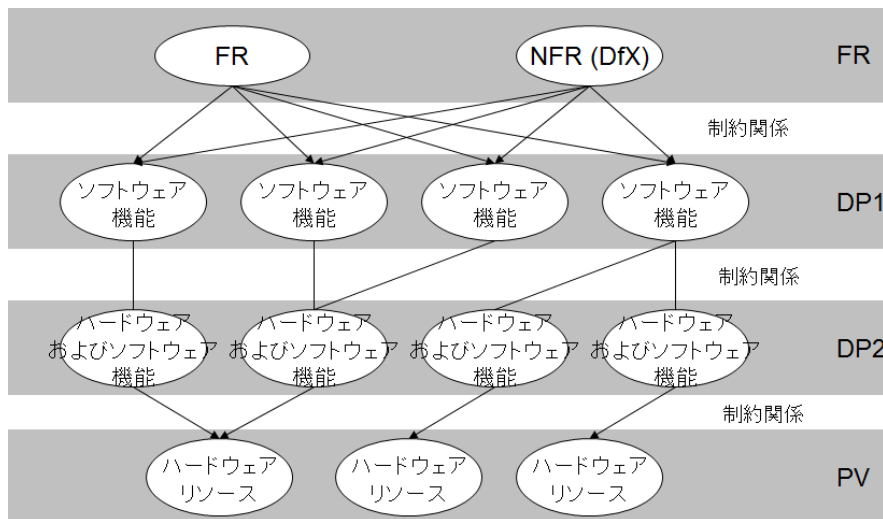 FR
NFR (DfX)
FR
制約関係
ソフトウェア
機能
ソフトウェア
機能
ソフトウェア
機能
ソフトウェア
機能
DP1
制約関係
ハードウェア
およびソフトウェア
機能
ハードウェア
およびソフトウェア
機能
ハードウェア
およびソフトウェア
機能
ハードウェア
およびソフトウェア
機能
DP2
制約関係
ハードウェア
リソース
ハードウェア
リソース
ハードウェア
リソース
PV